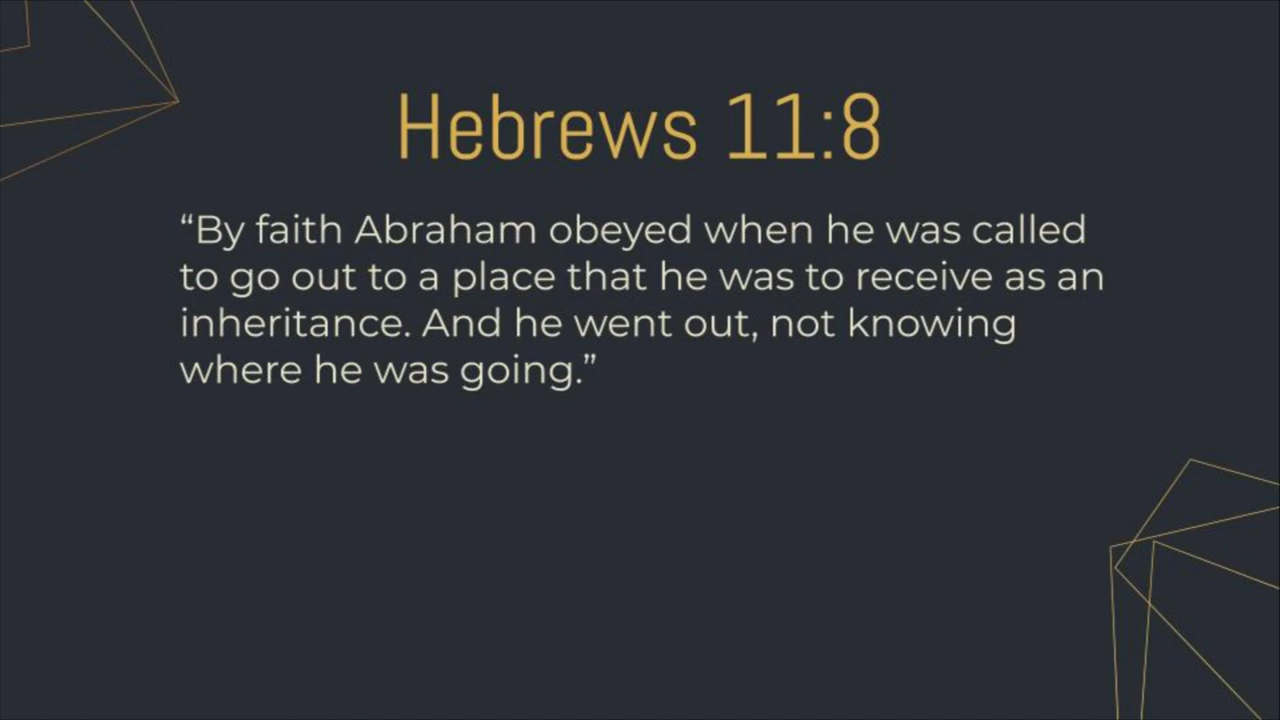 Hebrews 11:8
“By faith Abraham obeyed when he was called
to go out to a place that he was to receive as an
inheritance. And he went out, not knowing
where he was going.”